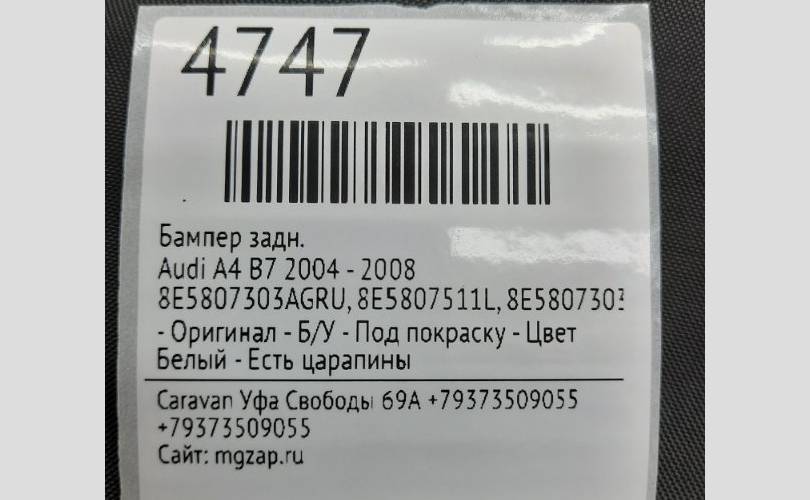 4747
Бампер задн.
Audi A4 B7 2004 - 2008
8E5807303AGRU, 8E5807511L, 8E580730
- Оригинал - Б/У - Под покраску - Цвет
Белый - Есть царапины
Caravan Уфа Свободы 69А +79373509055
+79373509055
Сайт: mgzap.ru